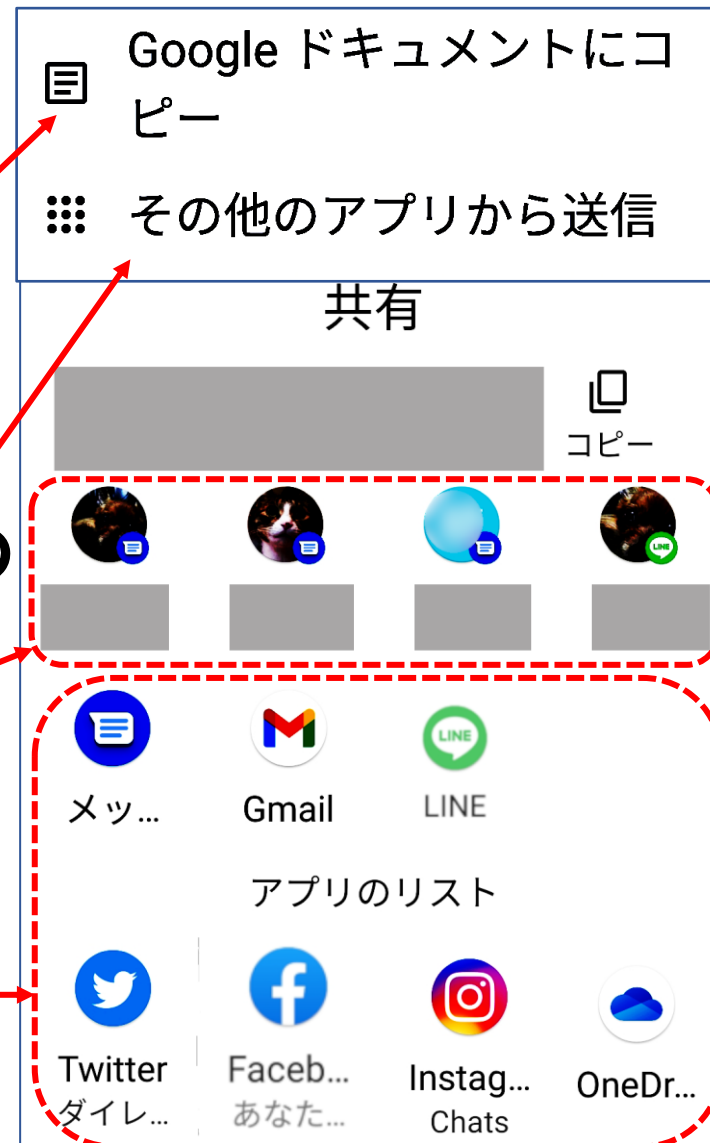 Google ドキュメントにコ
ピー
その他のアプリから送信
共有
コピー
LINE
メッ...
Gmail
LINE
LINE
アプリのリスト
Twitter
ダイレ...
Faceb...
あなた...
Instag...
Chats
OneDr...